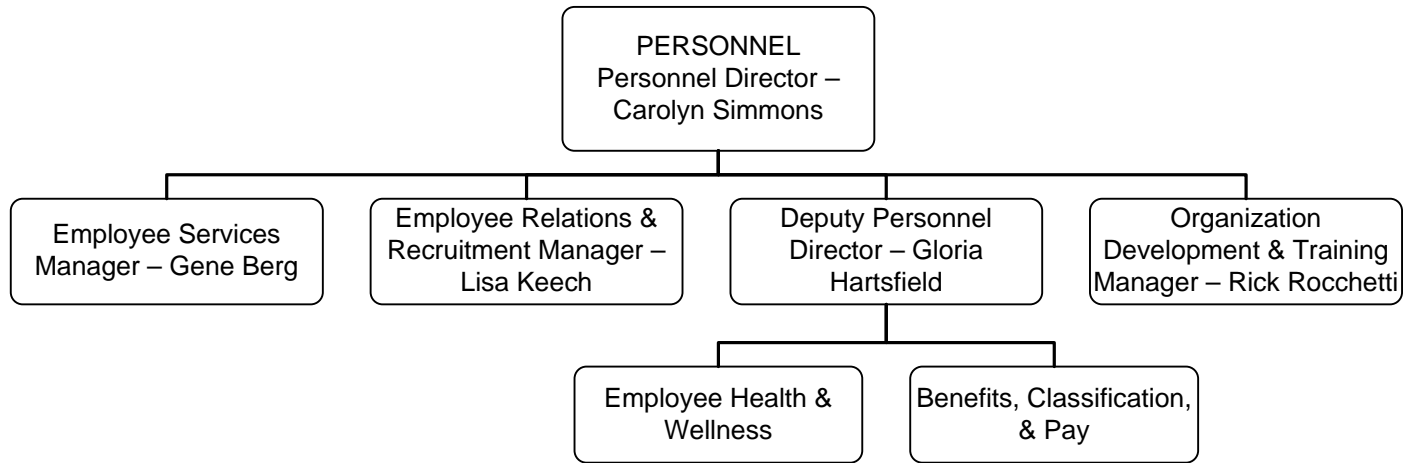 PERSONNEL
Personnel Director –
Carolyn Simmons
Employee Services
Manager – Gene Berg
Employee Relations &
Recruitment Manager –
Lisa Keech
Deputy Personnel
Director – Gloria
Hartsfield
Organization
Development & Training
Manager – Rick Rocchetti
Employee Health &
Wellness
Benefits, Classification,
& Pay